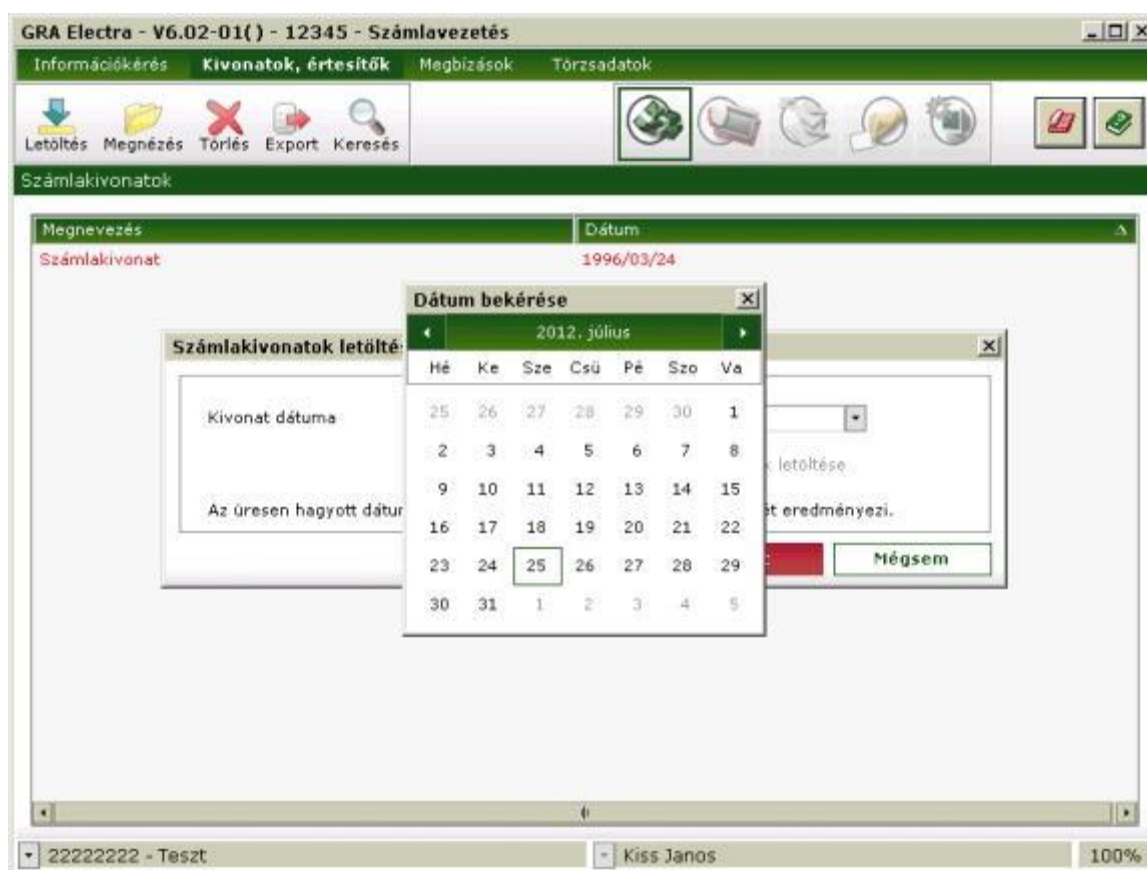 GRA Electra - V6.02-01( ) - 12345 - Számlavezetés
Információkérés Kivonatok, értesítők Megbízások Törzsadatok
Letöltés Megnézés Törlés Export Keresés
Számlakivonatok
Megnevezés Dátum
Számlakivonat 1996/03/24
Dátum bekérése
2012. július
Hé Ke Sze Csü Pé Szo Va
25 26 27 28 29 30 1
2 3 4 5 6 7 8
9 10 11 12 13 14 15
16 17 18 19 20 21 22
23 24 25 26 27 28 29
30 31 1 2 3 4 5
Számlakivonatok
Kivonat dátuma
letöltése
Az üresen hagyott eredményezi.
Mégsem
22222222 - Teszt Kiss Janos 100%